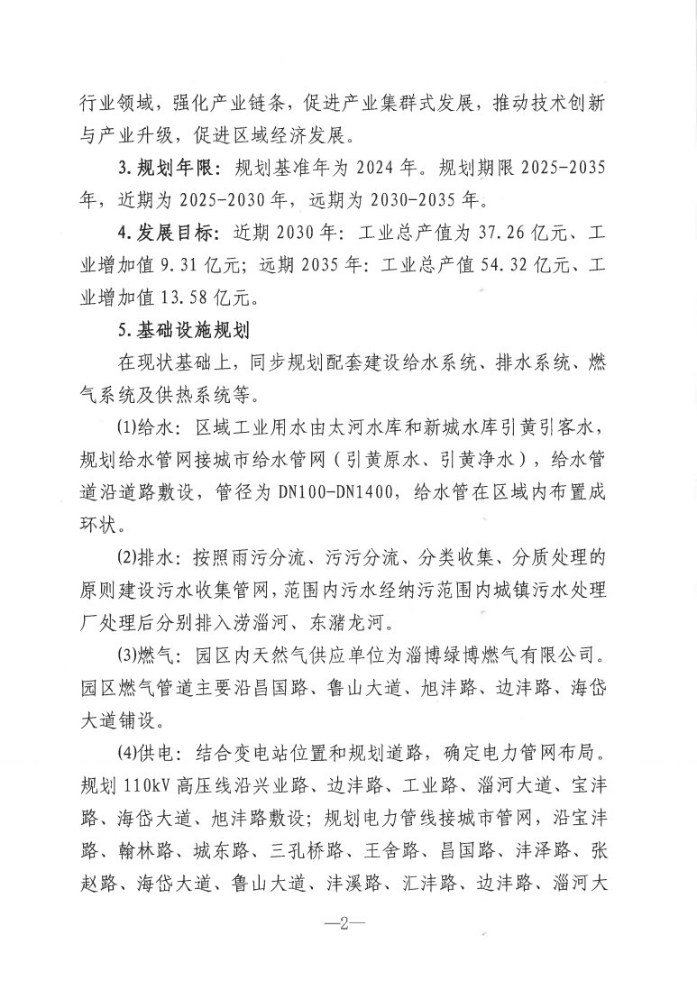 行业领域，强化产业链条，促进产业集群式发展，推动技术创新
与产业升级，促进区域经济发展。
3.规划年限：规划基准年为 2024 年。规划期限 2025-2035
年，近期为 2025-2030 年，远期为 2030-2035 年。
4.发展目标：近期 2030 年：工业总产值为 37.26 亿元、工
业增加值 9.31 亿元；远期 2035 年：工业总产值 54.32 亿元、工
业增加值 13.58 亿元。
5.基础设施规划
在现状基础上，同步规划配套建设给水系统、排水系统、燃
气系统及供热系统等。
⑴给水：区域工业用水由太河水库和新城水库引黄引客水，
规划给水管网接城市给水管网（引黄原水、引黄净水），给水管
道沿道路敷设，管径为 DN100-DN1400，给水管在区域内布置成
环状。
⑵排水：按照雨污分流、污污分流、分类收集、分质处理的
原则建设污水收集管网，范围内污水经纳污范围内城镇污水处理
厂处理后分别排入涝淄河、东猪龙河。
⑶燃气：园区内天然气供应单位为淄博绿博燃气有限公司。
园区燃气管道主要沿昌国路、鲁山大道、旭沣路、边沣路、海岱
大道铺设。
⑷供电：结合变电站位置和规划道路，确定电力管网布局。
规划 110kV 高压线沿兴业路、边沣路、工业路、淄河大道、宝沣
路、海岱大道、旭沣路敷设；规划电力管线接城市管网，沿宝沣
路、翰林路、城东路、三孔桥路、王舍路、昌国路、沣泽路、张
赵路、海岱大道、鲁山大道、沣溪路、汇沣路、边沣路、淄河大
—2—